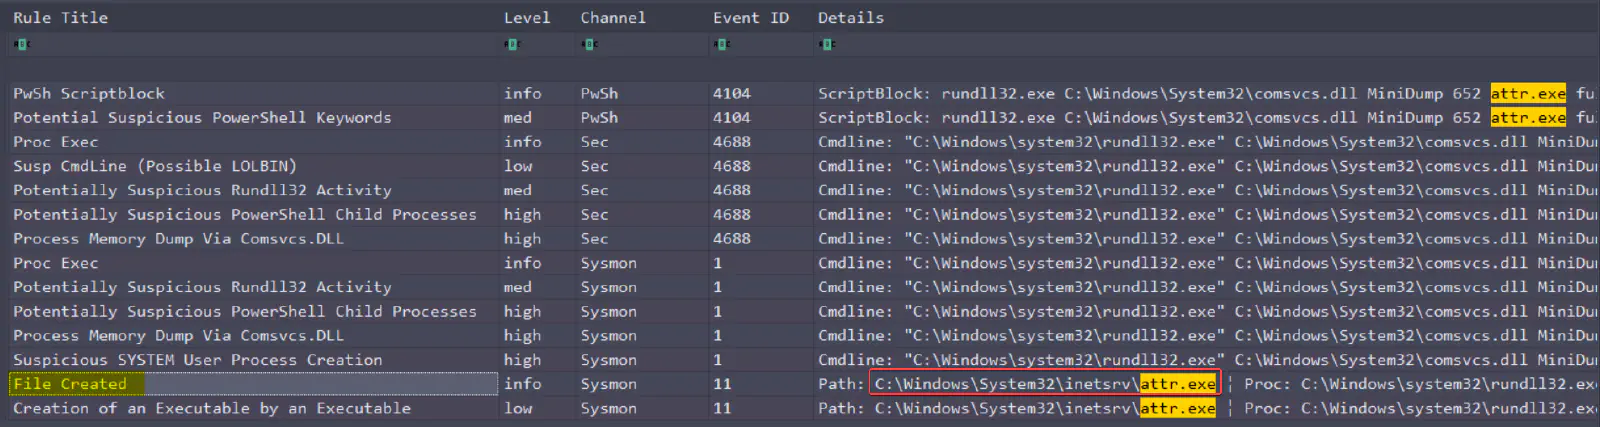 Rule Title Level Channel Event ID Details
PwSh Scriptblock info PwSh 4104 ScriptBlock: rundll32.exe C:\Windows\System32\comsvcs.dll MiniDump 652 attr.exe fu
Potential Suspicious PowerShell Keywords med PwSh 4104 ScriptBlock: rundll32.exe C:\Windows\System32\comsvcs.dll MiniDump 652 attr.exe fu
Proc Exec info Sec 4688 Cmdline: "C:\Windows\system32\rundll32.exe" C:\Windows\System32\comsvcs.dll MiniDu
Susp CmdLine (Possible LOLBIN) low Sec 4688 Cmdline: "C:\Windows\system32\rundll32.exe" C:\Windows\System32\comsvcs.dll MiniDu
Potentially Suspicious Rundll32 Activity med Sec 4688 Cmdline: "C:\Windows\system32\rundll32.exe" C:\Windows\System32\comsvcs.dll MiniDu
Potentially Suspicious PowerShell Child Processes high Sec 4688 Cmdline: "C:\Windows\system32\rundll32.exe" C:\Windows\System32\comsvcs.dll MiniDu
Process Memory Dump Via Comsvcs.DLL high Sec 4688 Cmdline: "C:\Windows\system32\rundll32.exe" C:\Windows\System32\comsvcs.dll MiniDu
Proc Exec info Sysmon 1 Cmdline: "C:\Windows\system32\rundll32.exe" C:\Windows\System32\comsvcs.dll MiniDu
Potentially Suspicious Rundll32 Activity med Sysmon 1 Cmdline: "C:\Windows\system32\rundll32.exe" C:\Windows\System32\comsvcs.dll MiniDu
Potentially Suspicious PowerShell Child Processes high Sysmon 1 Cmdline: "C:\Windows\system32\rundll32.exe" C:\Windows\System32\comsvcs.dll MiniDu
Process Memory Dump Via Comsvcs.DLL high Sysmon 1 Cmdline: "C:\Windows\system32\rundll32.exe" C:\Windows\System32\comsvcs.dll MiniDu
Suspicious SYSTEM User Process Creation high Sysmon 1 Cmdline: "C:\Windows\system32\rundll32.exe" C:\Windows\System32\comsvcs.dll MiniDu
File Created info Sysmon 11 Path: C:\Windows\System32\inetsrv\attr.exe ¦ Proc: C:\Windows\system32\rundll32.ex
Creation of an Executable by an Executable low Sysmon 11 Path: C:\Windows\System32\inetsrv\attr.exe ¦ Proc: C:\Windows\system32\rundll32.ex